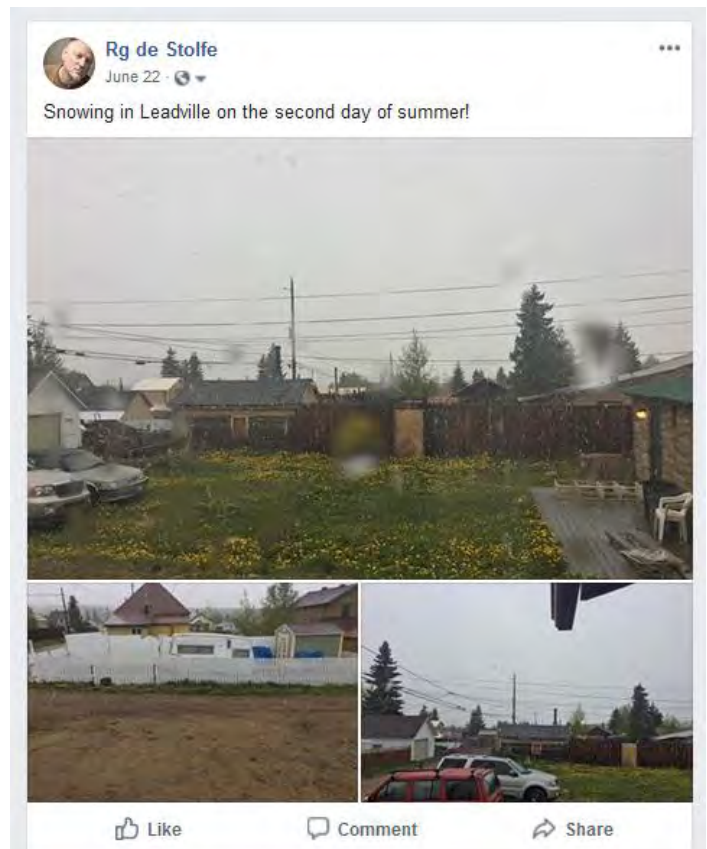 Rg de Stolfe
June 22
Snowing in Leadville on the second day of summer!
Like
Comment
Share